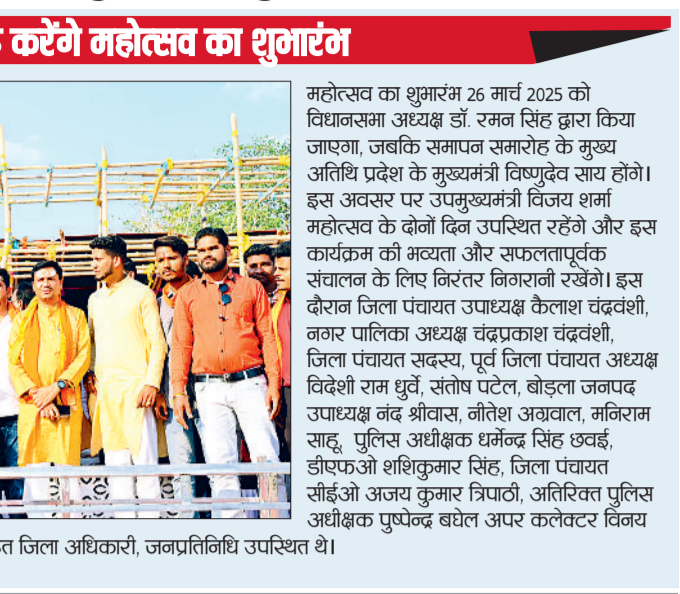 करेंगे महोत्सव का शुभारंभ
महोत्सव का शुभारंभ 26 मार्च 2025 को
विधानसभा अध्यक्ष डॉ. रमन सिंह द्वारा किया
जाएगा, जबकि समापन समारोह के मुख्य
अतिथि प्रदेश के मुख्यमंत्री विष्णुदेव साय होंगे।
इस अवसर पर उपमुख्यमंत्री विजय शर्मा
महोत्सव के दोनों दिन उपस्थित रहेंगे और इस
कार्यक्रम की भव्यता और सफलतापूर्वक
संचालन के लिए निरंतर निगरानी रखेंगे। इस
दौरान जिला पंचायत उपाध्यक्ष कैलाश चंद्रवंशी,
नगर पालिका अध्यक्ष चंद्रप्रकाश चंद्रवंशी,
जिला पंचायत सदस्य, पूर्व जिला पंचायत अध्यक्ष
विदेशी राम धुर्वे, संतोष पटेल, बोड़ला जनपद
उपाध्यक्ष नंद श्रीवास, नीतेश अग्रवाल, मनिराम
साहू, पुलिस अधीक्षक धर्मेन्द्र सिंह छवई,
डीएफओ शशिकुमार सिंह, जिला पंचायत
सीईओ अजय कुमार त्रिपाठी, अतिरिक्त पुलिस
अधीक्षक पुष्पेन्द्र बघेल अपर कलेक्टर विनय
जिला अधिकारी, जनप्रतिनिधि उपस्थित थे।